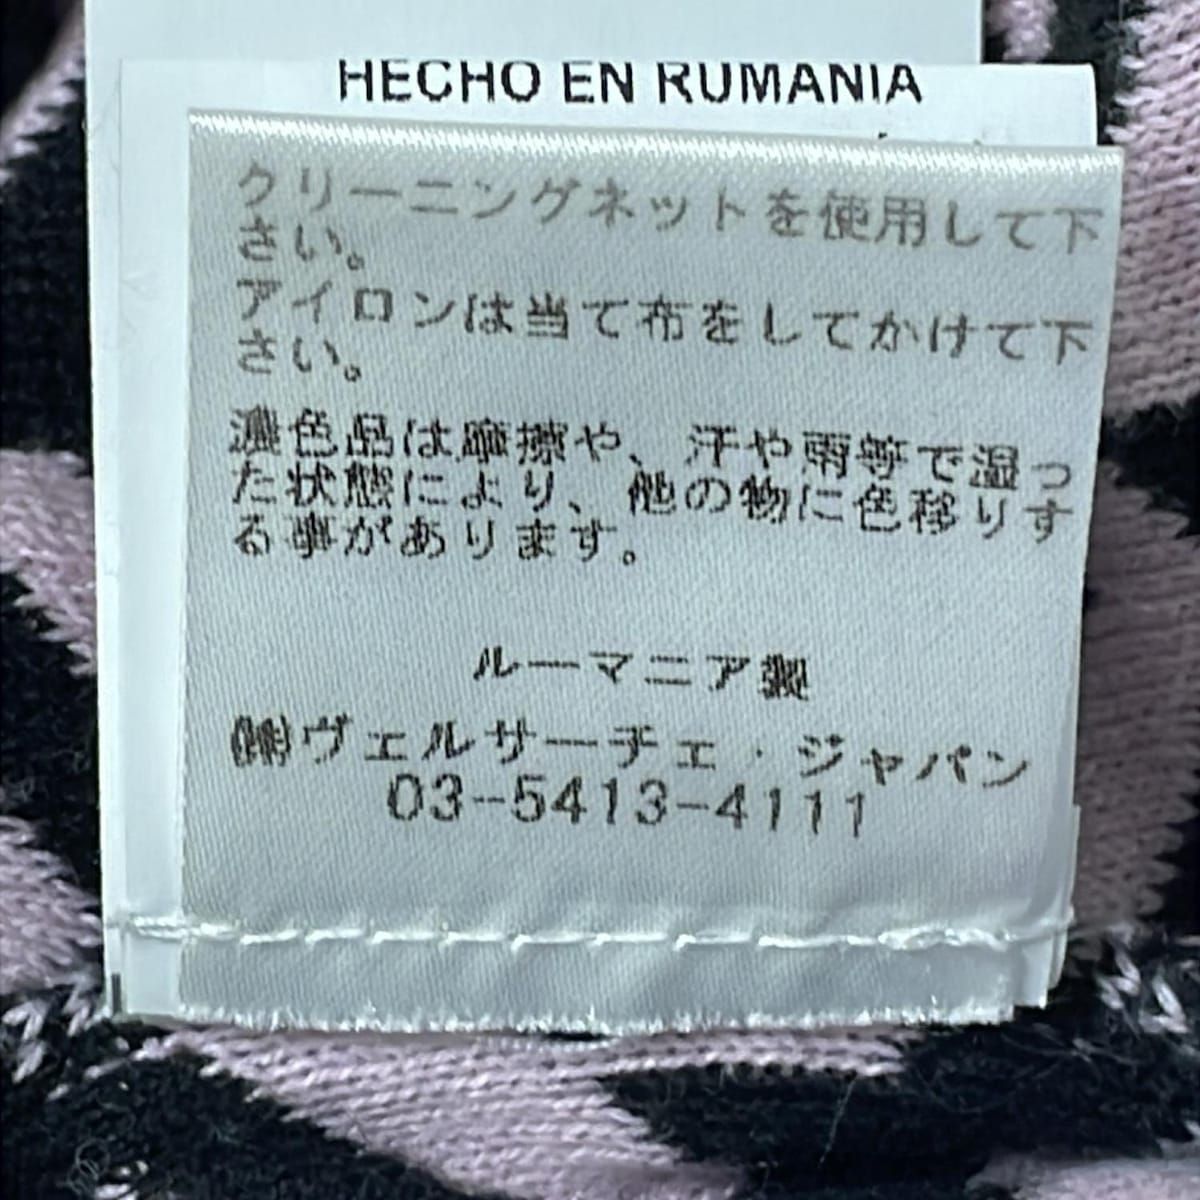 HECHO EN RUMANIA
クリーニングネットを使用して下
さい。
アイロンは当て布をしてかけて下
さい。
濃色品は摩擦や、汗や雨等で湿っ
た状態により、他の物に色移りす
る事があります。
ルーマニア製
㈱ヴェルサーチェ・ジャパン
03-5413-4111